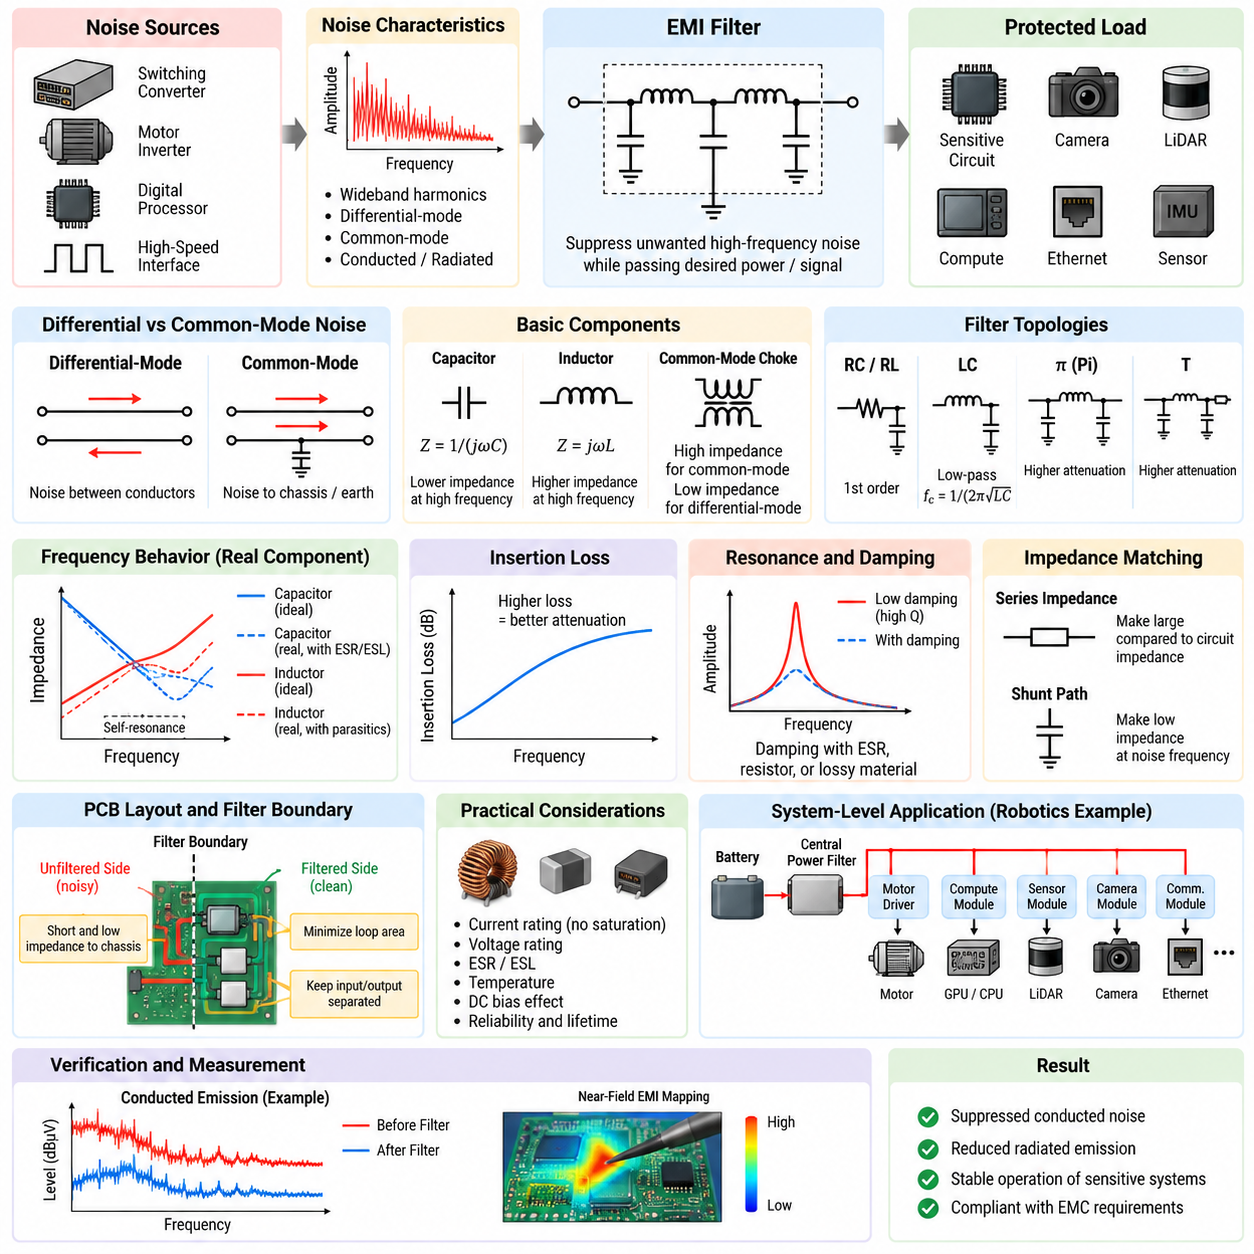 Noise Sources
Switching
Converter
Motor
Inverter
Digital
Processor
High-Speed
Interface
Noise Characteristics
Amplitude
Frequency
• Wideband harmonics
• Differential-mode
• Common-mode
• Conducted / Radiated
EMI Filter
Suppress unwanted high-frequency noise
while passing desired power / signal
Protected Load
Sensitive
Circuit
Camera
LiDAR
Compute
Ethernet
IMU
Sensor
Differential vs Common-Mode Noise
Differential-Mode
Noise between conductors
Common-Mode
Noise to chassis / earth
Basic Components
Capacitor
Z = 1/(jωC)
Lower impedance
at high frequency
Inductor
Z = jωL
Higher impedance
at high frequency
Common-Mode Choke
High impedance
for common-mode
Low impedance
for differential-mode
Filter Topologies
RC / RL
1st order
LC
Low-pass
fc = 1/(2π√LC
π (Pi)
Higher attenuation
T
Higher attenuation
Frequency Behavior (Real Component)
Impedance
Self-resonance
Frequency
Capacitor
(ideal)
Capacitor
(real, with ESR/ESL)
Inductor
(ideal)
Inductor
(real, with parasitics)
Insertion Loss
Insertion Loss (dB)
Higher loss
= better attenuation
Frequency
Resonance and Damping
Amplitude
Low damping
(high Q)
With damping
Frequency
Damping with ESR,
resistor, or lossy material
Impedance Matching
Series Impedance
Make large
compared to circuit
impedance
Shunt Path
Make low
impedance
at noise frequency
PCB Layout and Filter Boundary
Filter Boundary
Unfiltered Side
(noisy)
Filtered Side
(clean)
Short and low
impedance to chassis
Minimize loop area
Keep input/output
separated
Practical Considerations
• Current rating (no saturation)
• Voltage rating
• ESR / ESL
• Temperature
• DC bias effect
• Reliability and lifetime
System-Level Application (Robotics Example)
Battery
Central
Power Filter
Motor
Driver
Compute
Module
Sensor
Module
Camera
Module
Comm.
Module
Motor
GPU / CPU
LiDAR
Camera
Ethernet
Verification and Measurement
Conducted Emission (Example)
Level (dBµV)
Frequency
Before Filter
After Filter
Near-Field EMI Mapping
High
Low
Result
Suppressed conducted noise
Reduced radiated emission
Stable operation of sensitive systems
Compliant with EMC requirements